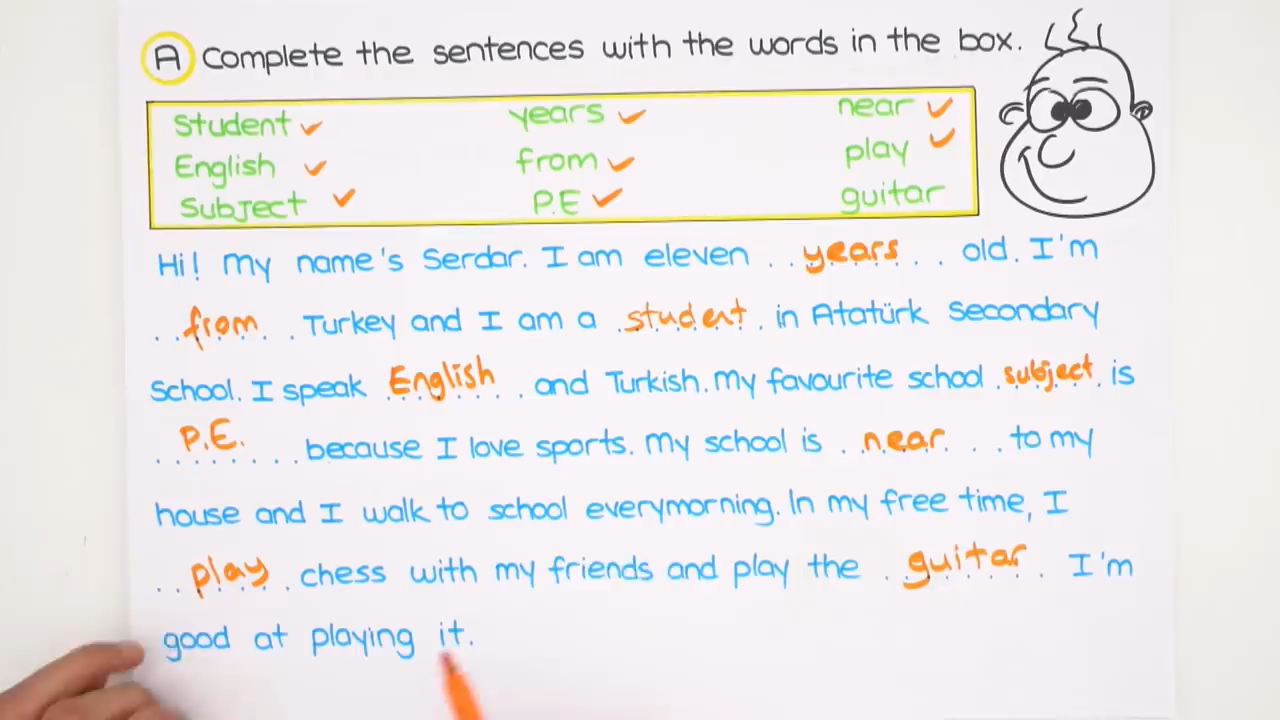 A Complete the sentences with the words in the box.
Student years near
English from play
Subject P.E guitar
Hi! My name's Serdar. I am eleven ..years... old. I'm
..from.. Turkey and I am a .student. in Atatürk Secondary
School. I speak English.. and Turkish. My favourite school .subject. is
P.E. ... because I love sports. My school is ..near... to my
house and I walk to school everymorning. In my free time, I
..play. chess with my friends and play the .guitar. I'm
good at playing it.